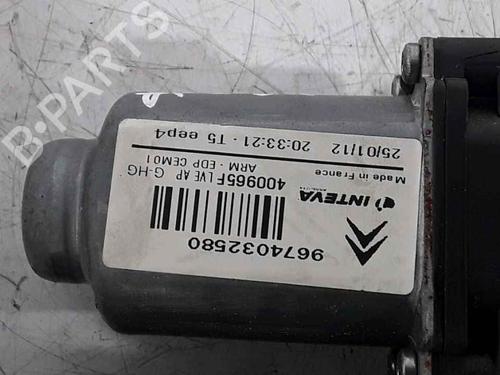 9674032580
INTEVA
400965F LVE AP G-HG
ARM - EDP CEM01
Made in France
25/01/12 20:33:21 - T5 eep4
B-PARTS